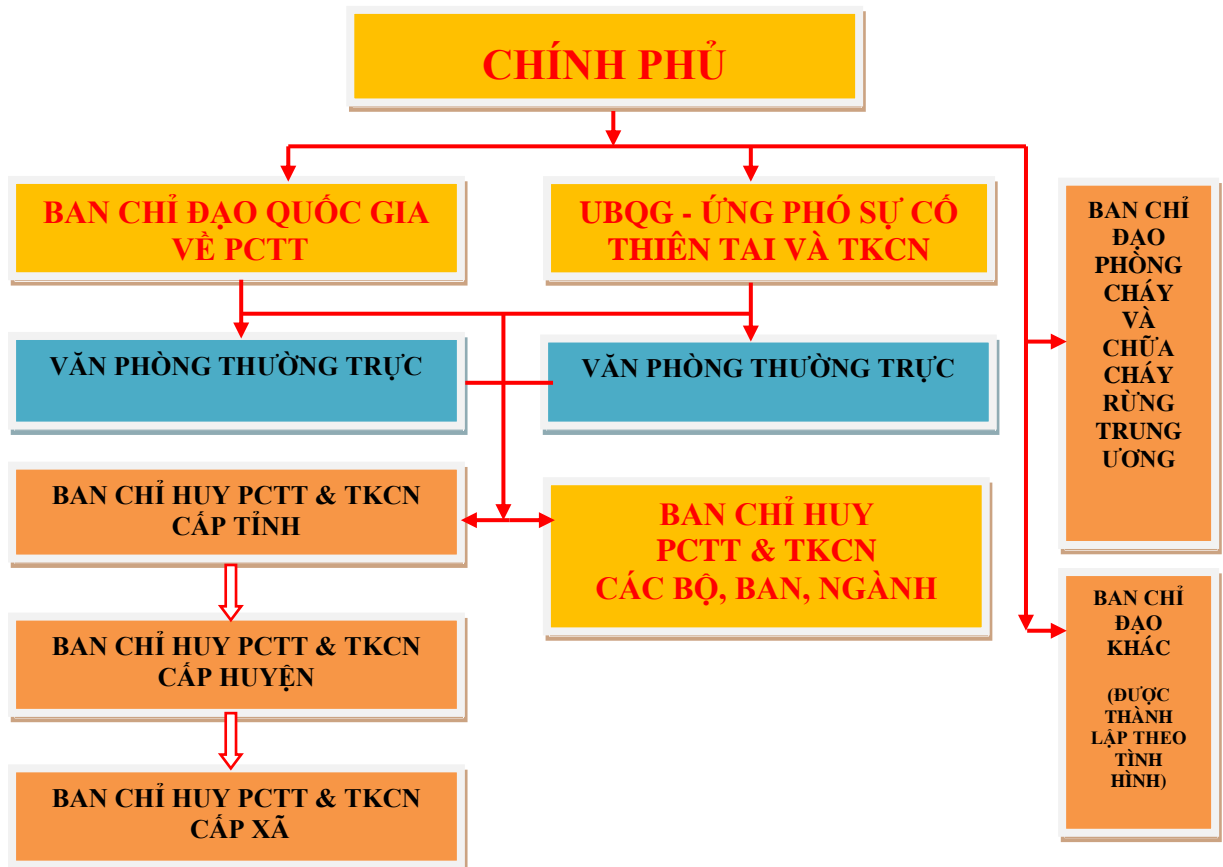 CHÍNH PHỦ
BAN CHỈ ĐẠO QUỐC GIA
VỀ PCTT
UBQG - ỨNG PHÓ SỰ CỐ
THIÊN TAI VÀ TKCN
BAN CHỈ
ĐẠO
PHÒNG
CHÁY
VÀ
CHỮA
CHÁY
RỪNG
TRUNG
ƯƠNG
VĂN PHÒNG THƯỜNG TRỰC
VĂN PHÒNG THƯỜNG TRỰC
BAN CHỈ HUY PCTT & TKCN
CẤP TỈNH
BAN CHỈ HUY
PCTT & TKCN
CÁC BỘ, BAN, NGÀNH
BAN CHỈ
ĐẠO
KHÁC
(ĐƯỢC
THÀNH
LẬP THEO
TÌNH
HÌNH)
BAN CHỈ HUY PCTT & TKCN
CẤP HUYỆN
BAN CHỈ HUY PCTT & TKCN
CẤP XÃ